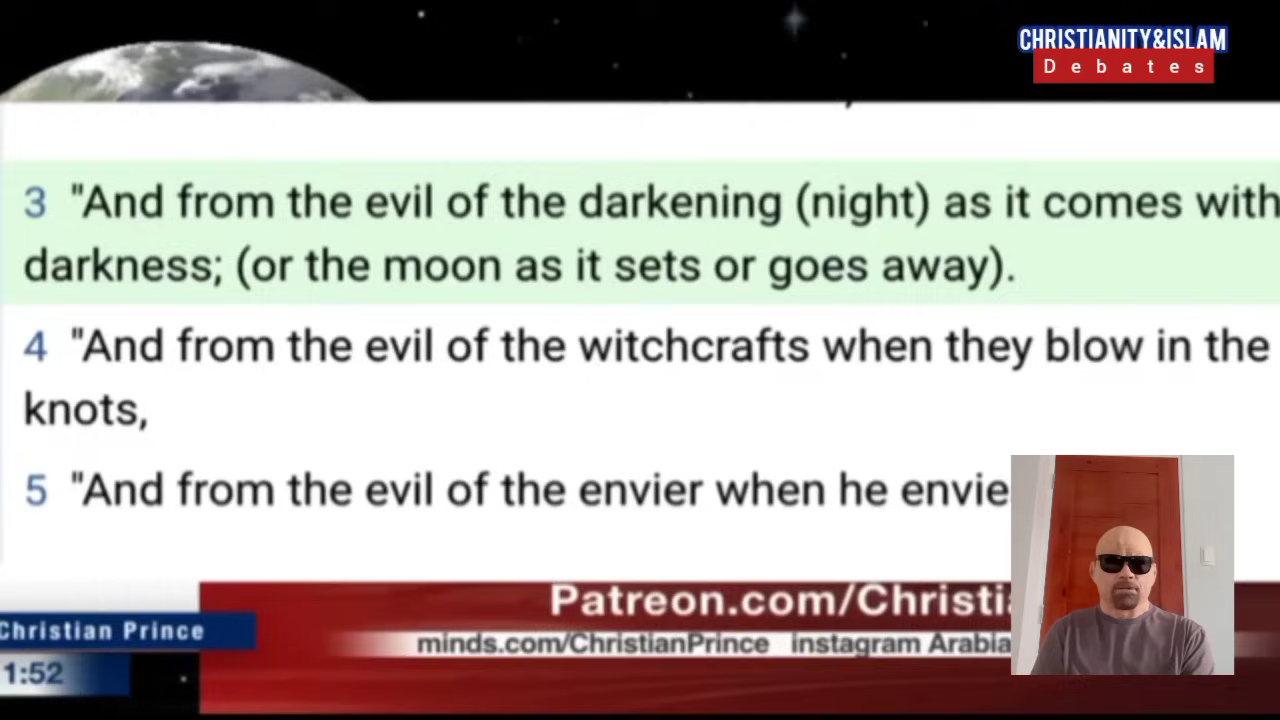 CHRISTIANITY&ISLAM
Debates
3 "And from the evil of the darkening (night) as it comes with
darkness; (or the moon as it sets or goes away).
4 "And from the evil of the witchcrafts when they blow in the
knots,
5 "And from the evil of the envier when he envie
Patreon.com/Christi
Christian Prince
minds.com/ChristianPrince instagram Arabia
1:52